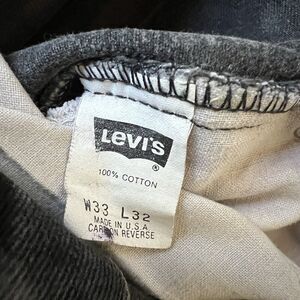 Levi's
®
100% COTTON
W33 L32
MADE IN U.S.A
CARE ON REVERSE